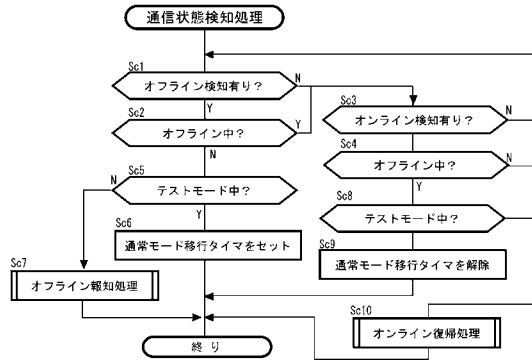 通信状態検知処理
Sc1
オフライン検知有り？
N
Y
Sc2
オフライン中？
Y
N
Sc3
オンライン検知有り？
N
Sc4
オフライン中？
N
Y
Sc5
N
テストモード中？
Y
Sc8
テストモード中？
Sc6
通常モード移行タイマをセット
Sc9
通常モード移行タイマを解除
Sc7
オフライン報知処理
Sc10
オンライン復帰処理
終り